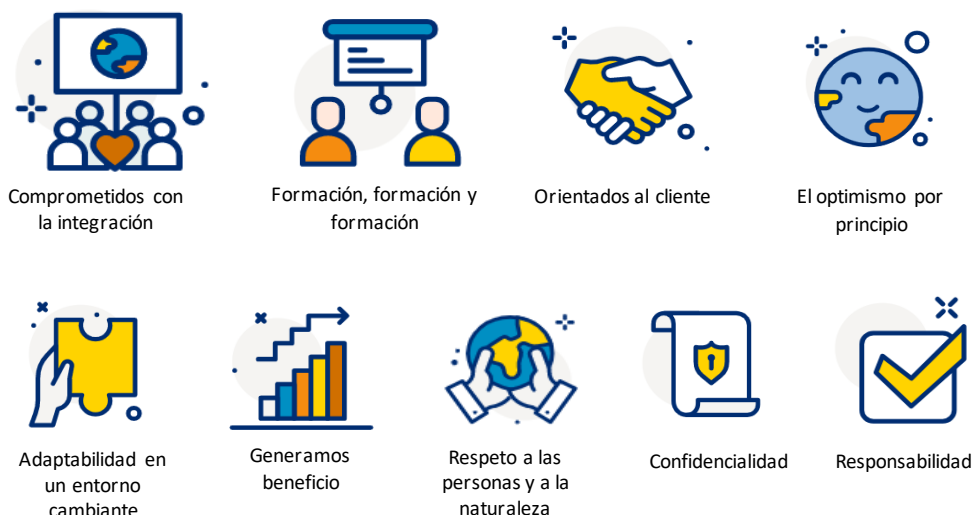 Comprometidos con
la integración
Formación, formación y
formación
Orientados al cliente
El optimismo por
principio
Adaptabilidad en
un entorno
cambiante
Generamos
beneficio
Respeto a las
personas y a la
naturaleza
Confidencialidad
Responsabilidad